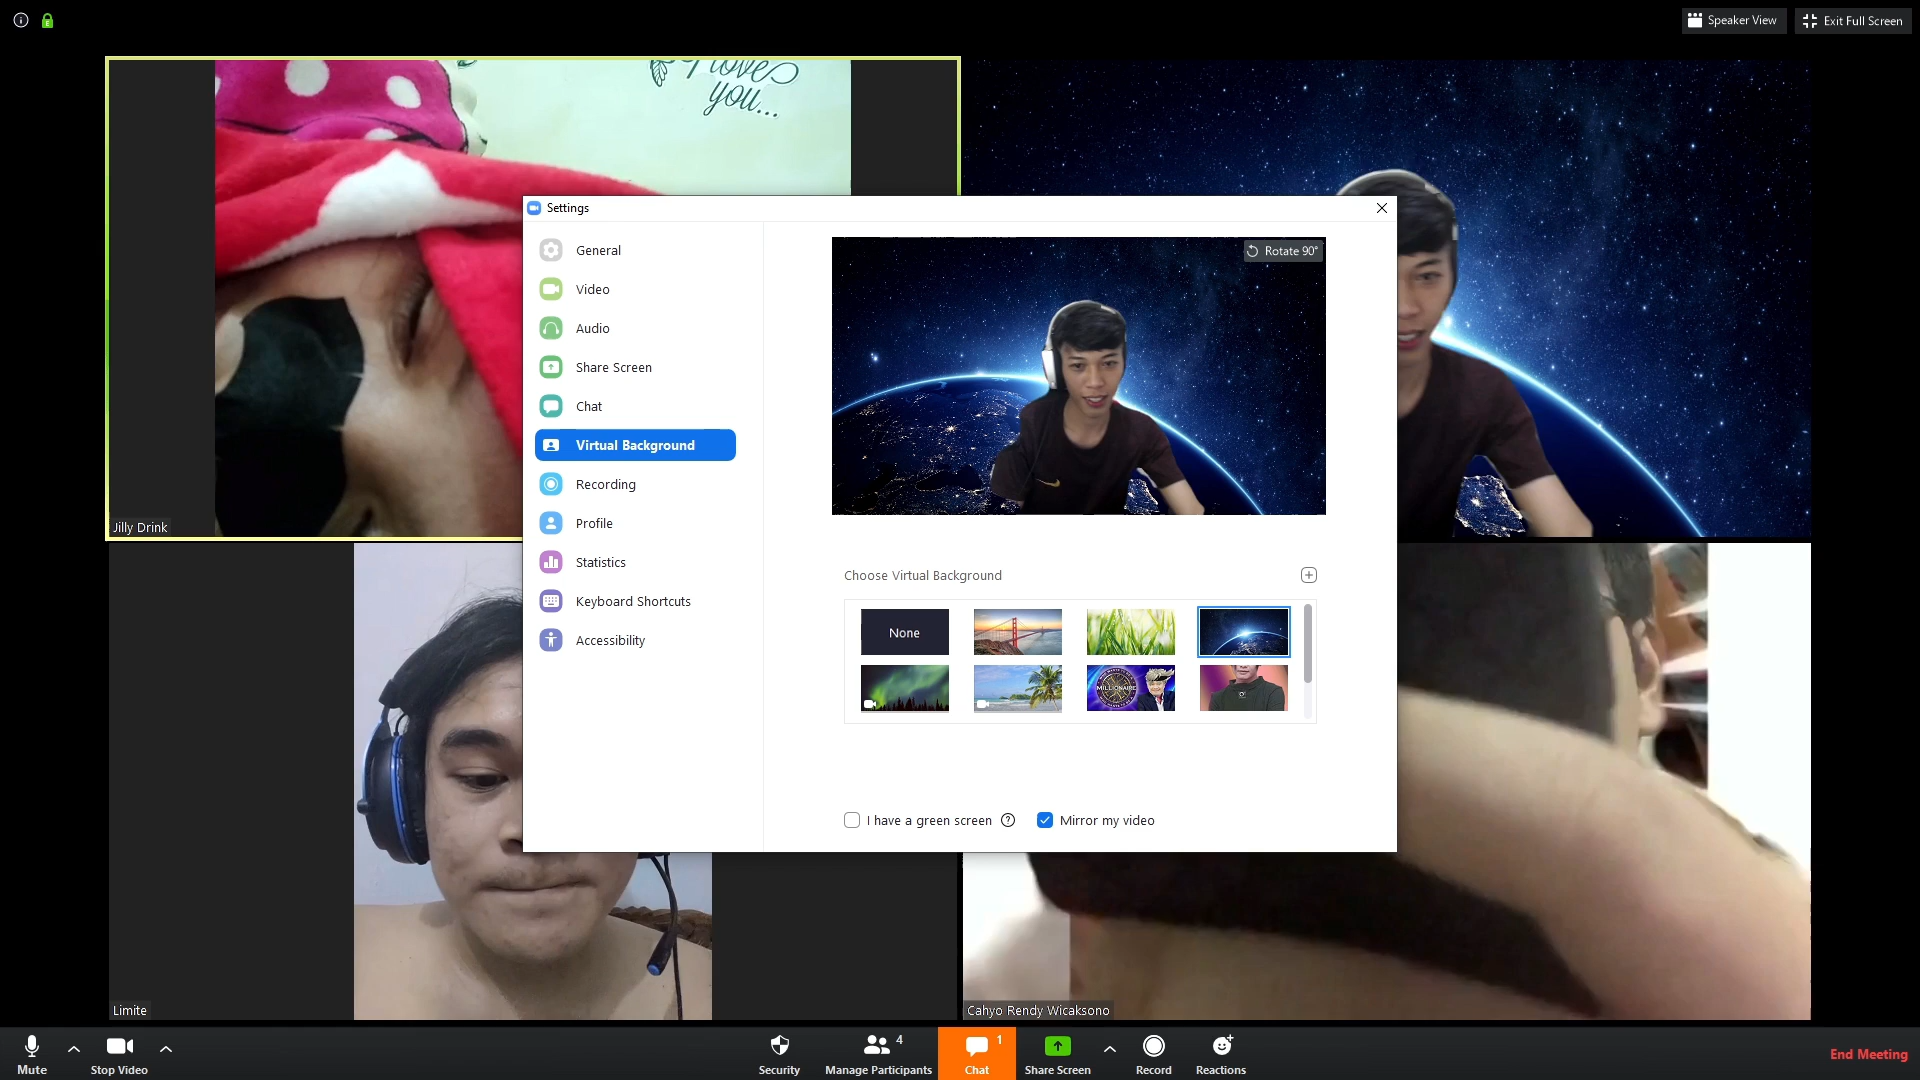 Speaker View
Exit Full Screen
I love
you...
Settings
General
Video
Audio
Share Screen
Chat
Virtual Background
Recording
Profile
Statistics
Keyboard Shortcuts
Accessibility
Rotate 90°
Choose Virtual Background
None
MILLIONAIRE
I have a green screen
Mirror my video
Jilly Drink
Limite
Cahyo Rendy Wicaksono
Mute
Stop Video
Security
4
Manage Participants
1
Chat
Share Screen
Record
Reactions
End Meeting